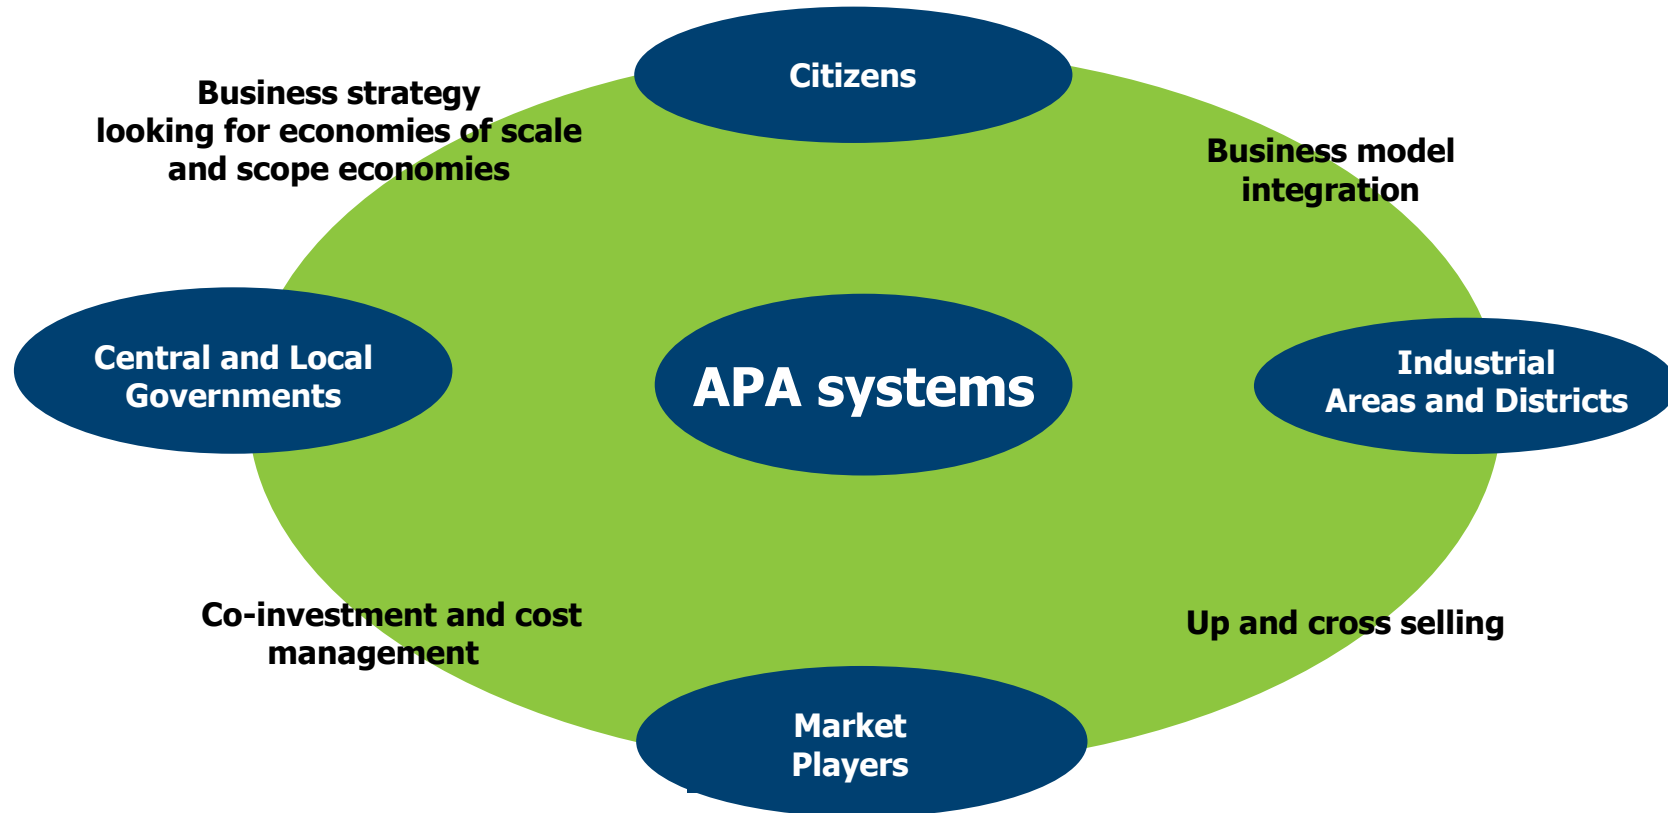 Citizens
Business strategy
looking for economies of scale
and scope economies
Business model
integration
Central and Local
Governments
APA systems
Industrial
Areas and Districts
Co-investment and cost
management
Up and cross selling
Market
Players